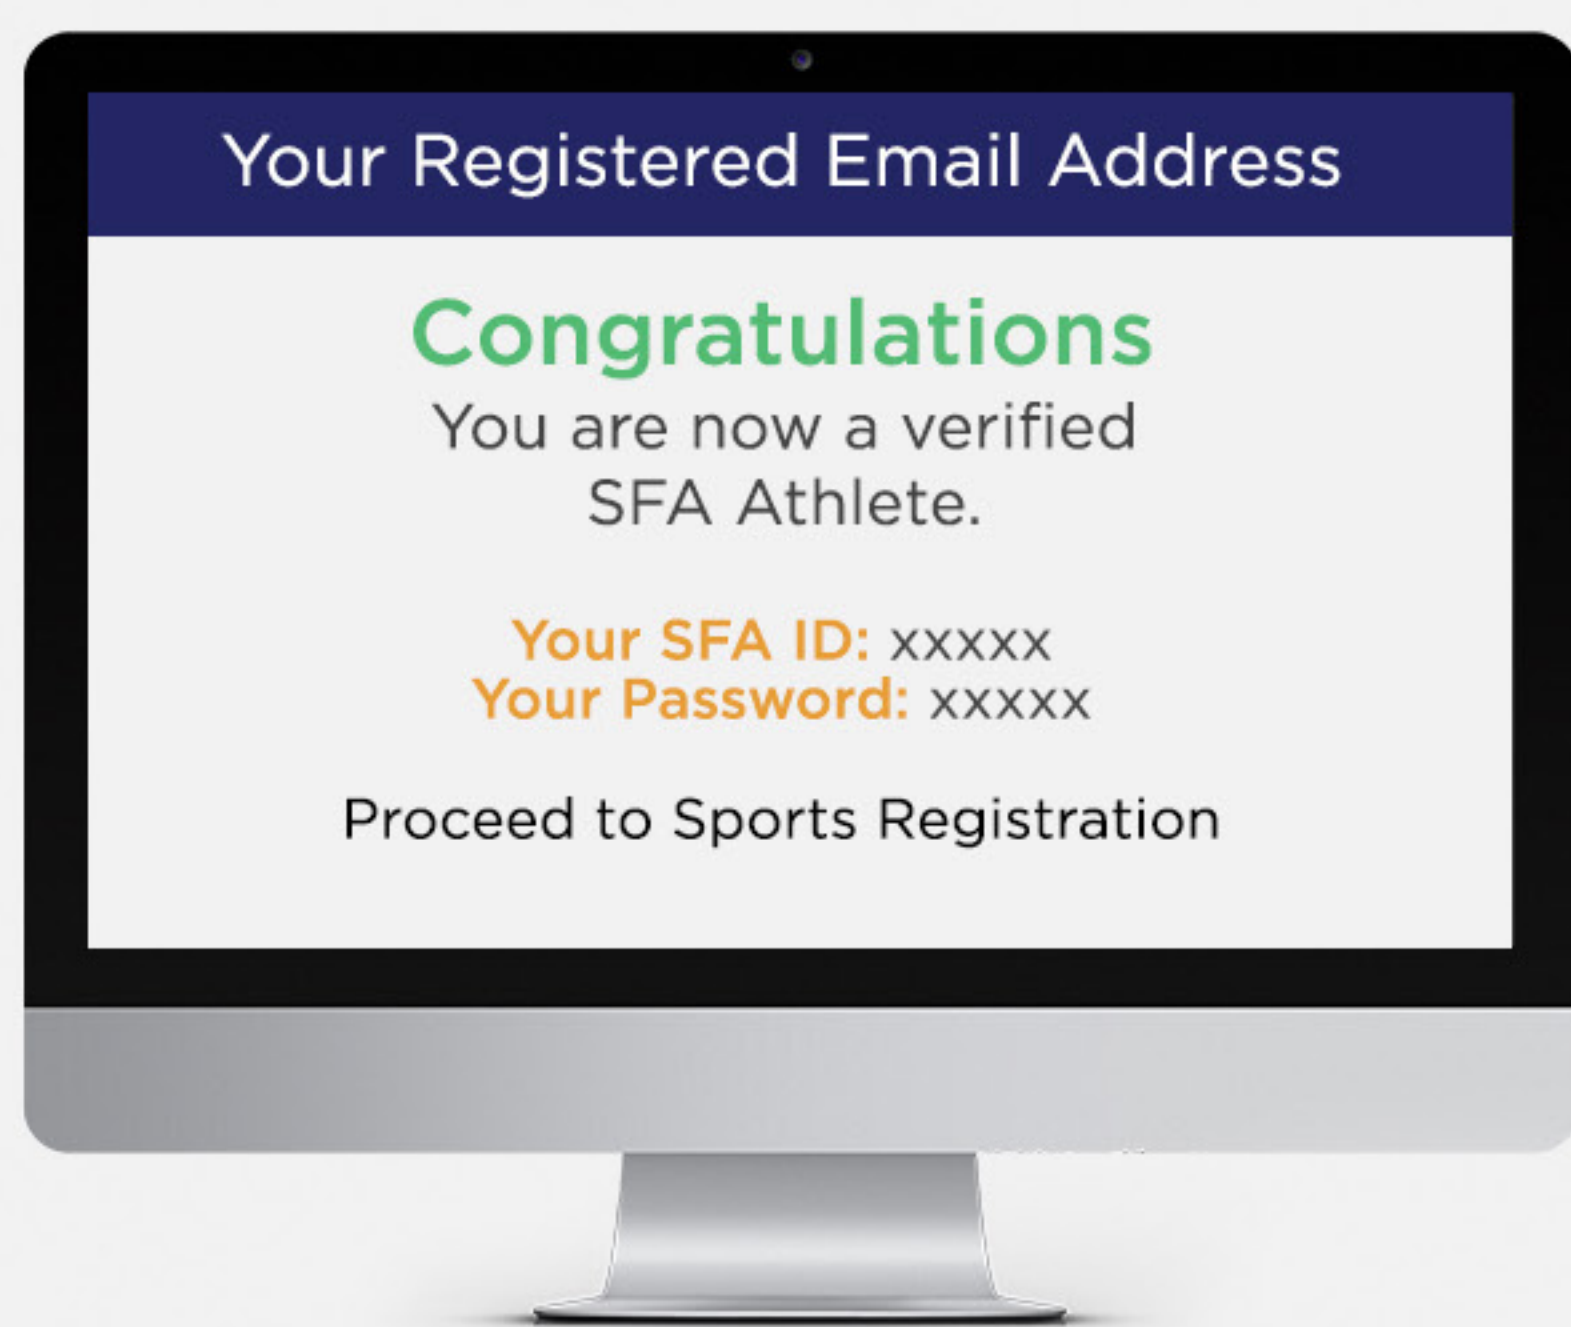 Your Registered Email Address
Congratulations
You are now a verified
SFA Athlete.
Your SFA ID: xxxxx
Your Password: xxxxx
Proceed to Sports Registration